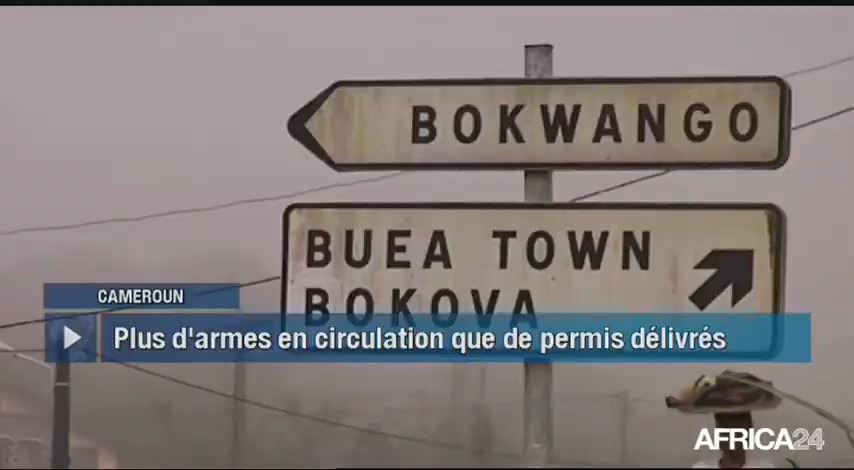 BOKWANGO
BUEA TOWN
BOKOVA
CAMEROUN
Plus d'armes en circulation que de permis délivrés
AFRICA24